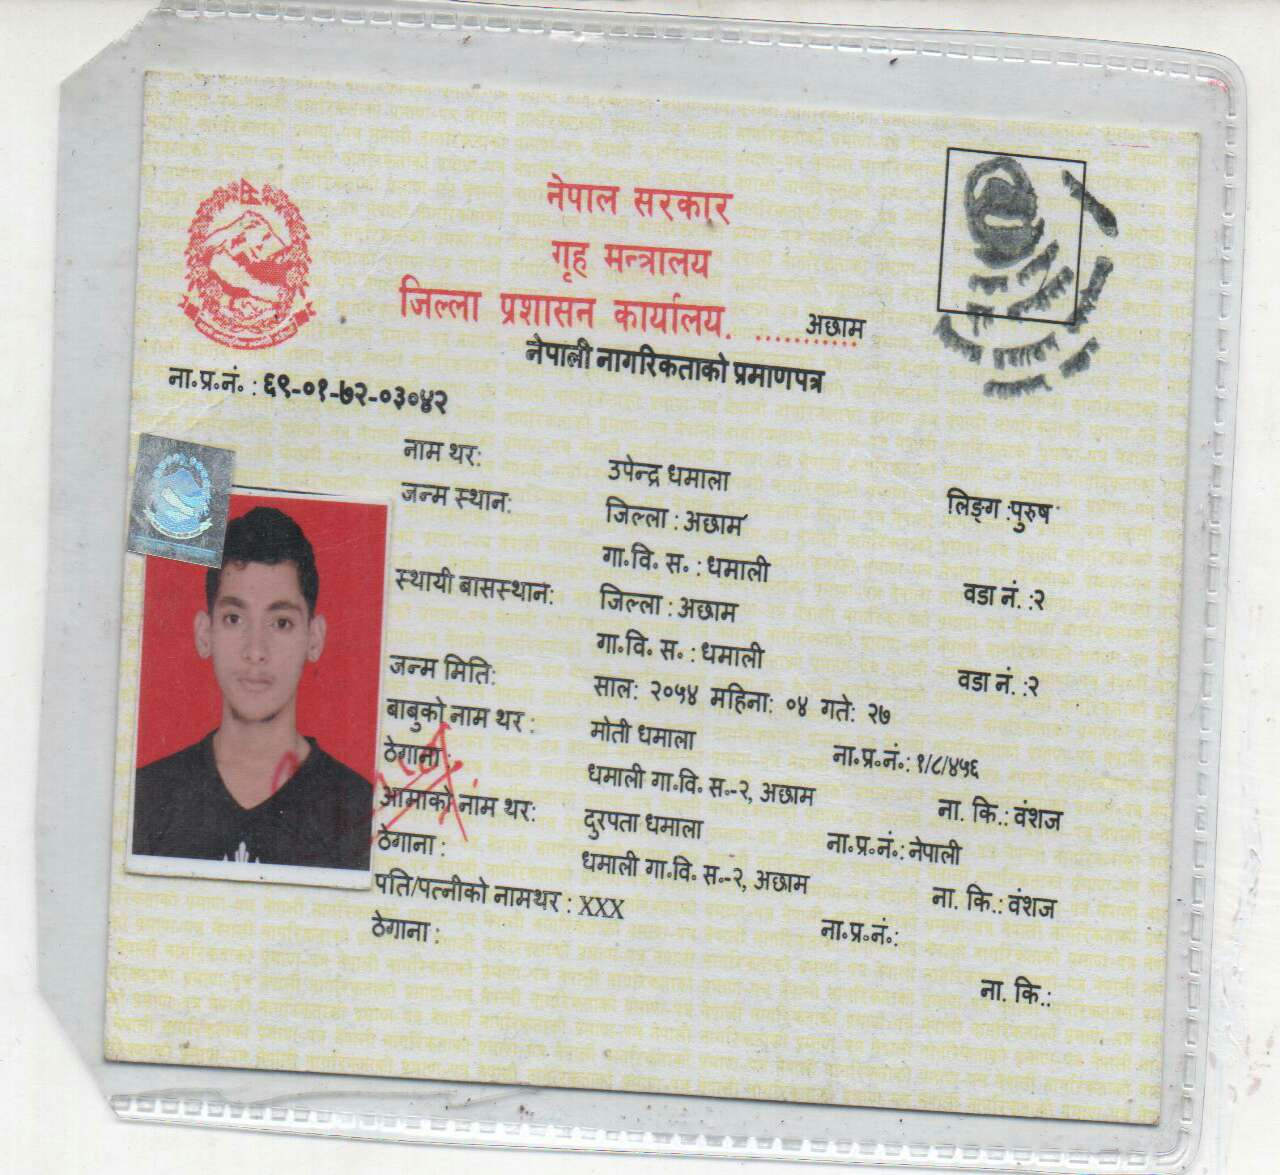 नेपाल सरकार
गृह मन्त्रालय
जिल्ला प्रशासन कार्यालय, .......... अछाम
नेपाली नागरिकताको प्रमाणपत्र
ना॰प्र॰नं॰ : ६९-०१-७२-०३०४२
नाम थर: उपेन्द्र धमाला लिङ्ग :पुरुष
जन्म स्थान: जिल्ला : अछाम
गा॰वि॰ स॰ : धमाली वडा नं. :२
स्थायी बासस्थान: जिल्ला : अछाम
गा॰वि॰ स॰ : धमाली वडा नं. :२
जन्म मिति: साल: २०५४ महिना: ०४ गते: २७
बाबुको नाम थर : मोती धमाला ना॰प्र॰नं॰: १/८/४५६
ठेगाना : धमाली गा॰वि॰ स॰-२, अछाम ना. कि.: वंशज
आमाको नाम थर: दुरपता धमाला ना॰प्र॰नं॰: नेपाली
ठेगाना : धमाली गा॰वि॰ स॰-२, अछाम ना. कि.: वंशज
पति/पत्नीको नामथर : XXX ना॰प्र॰नं॰:
ठेगाना : ना. कि.: